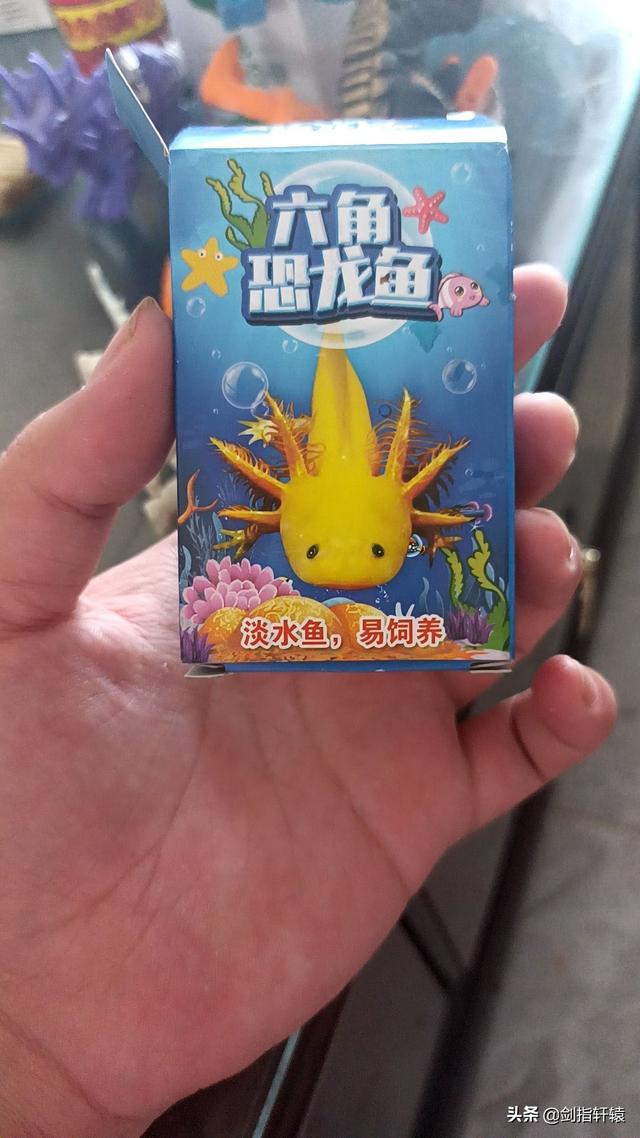 六角
恐龙鱼
淡水鱼，易饲养
头条 @剑指轩辕